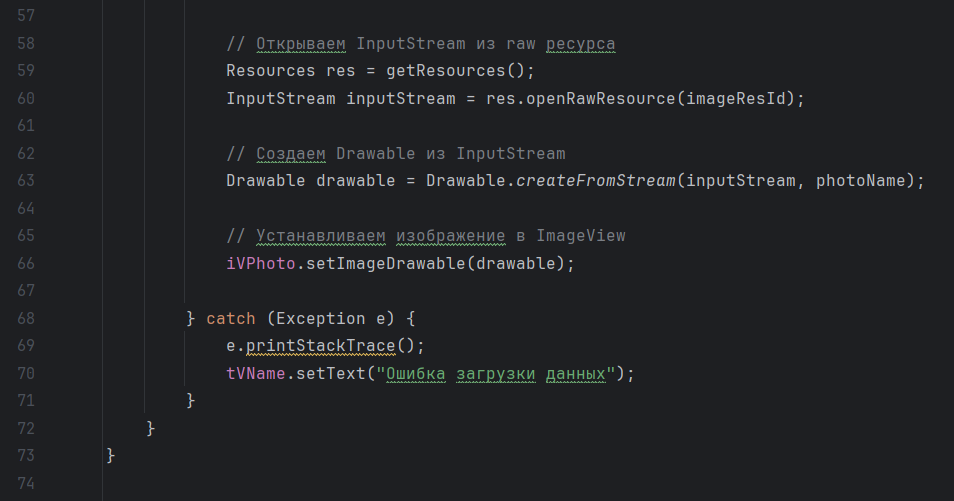 57
58 // Открываем InputStream из raw ресурса
59 Resources res = getResources();
60 InputStream inputStream = res.openRawResource(imageResId);
61
62 // Создаем Drawable из InputStream
63 Drawable drawable = Drawable.createFromStream(inputStream, photoName);
64
65 // Устанавливаем изображение в ImageView
66 iVPhoto.setImageDrawable(drawable);
67
68 } catch (Exception e) {
69 e.printStackTrace();
70 tVName.setText("Ошибка загрузки данных");
71 }
72 }
73 }
74